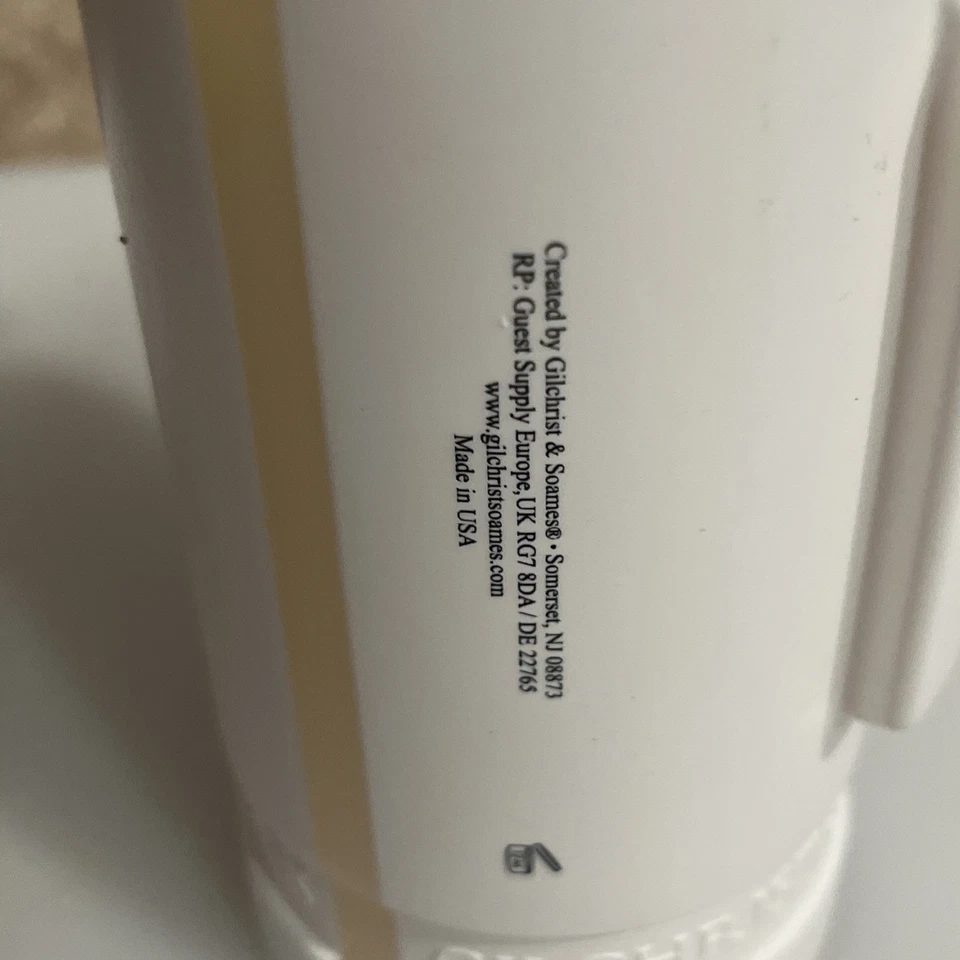 Created by Gilchrist & Soames® • Somerset, NJ 08873
RP: Guest Supply Europe, UK RG7 8DA / DE 22765
www.gilchristsoames.com
Made in USA